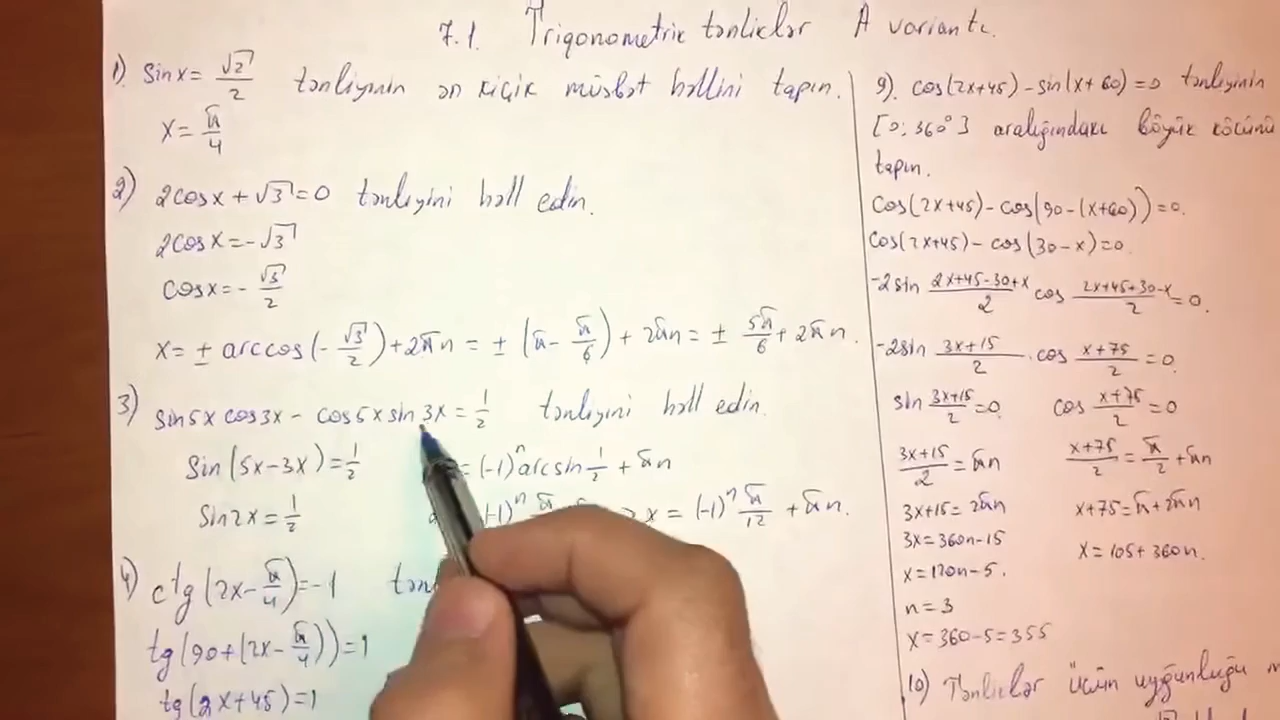 7.1. Trigonometrik tənliklər A variantı.
1) sinx = √2/2 tənliyinin ən kiçik müsbət həllini tapın.
x = π/4
2) 2cosx + √3 = 0 tənliyini həll edin.
2cosx = -√3
cosx = - √3/2
x = ± arccos(- √3/2) + 2πn = ± (π - π/6) + 2πn = ± 5π/6 + 2πn.
3) sin5x cos3x - cos5x sin3x = 1/2 tənliyini həll edin.
sin(5x-3x) = 1/2
= (-1)ⁿ arcsin 1/2 + πn
sin2x = 1/2
(-1)ⁿ π x = (-1)ⁿ π/12 + πn.
4) ctg(2x - π/4) = -1
tg(90+(2x - π/4)) = 1
tg(2x+45) = 1
9). cos(2x+45) - sin(x+60) = 0 tənliyinin
[0; 360°] aralığındakı böyük kökünü
tapın.
cos(2x+45) - cos(90-(x+60)) = 0.
cos(2x+45) - cos(30-x) = 0.
-2sin (2x+45-30+x)/2 cos (2x+45+30-x)/2 = 0.
-2sin (3x+15)/2 · cos (x+75)/2 = 0
sin (3x+15)/2 = 0. cos (x+75)/2 = 0
(3x+15)/2 = πn (x+75)/2 = π/2 + πn
3x+15 = 2πn x+75 = π + 2πn
3x = 360n-15 x = 105 + 360n.
x = 120n-5.
n = 3
x = 360-5 = 355
10) Tənliklər üçün uyğunluğu